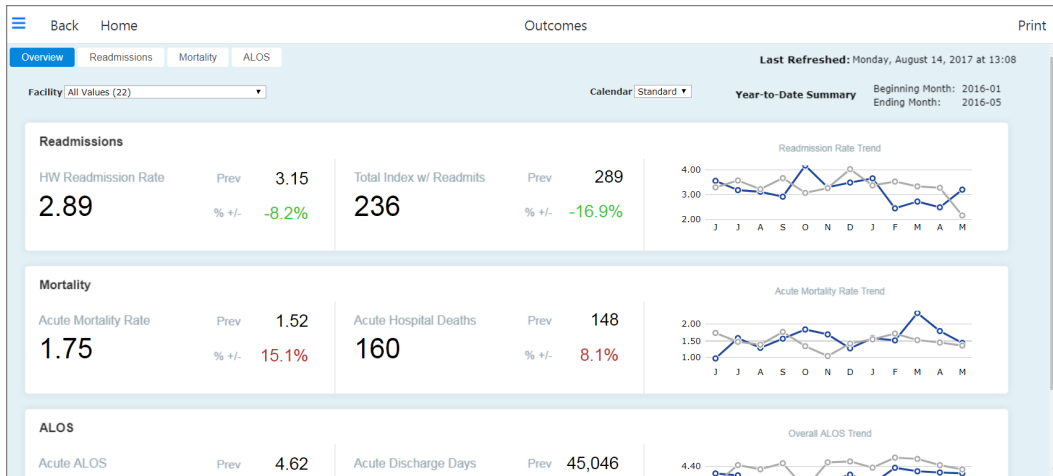 Back Home Outcomes Print
Overview Readmissions Mortality ALOS
Last Refreshed: Monday, August 14, 2017 at 13:08
Facility All Values (22) Calendar Standard Year-to-Date Summary Beginning Month: 2016-01
Ending Month: 2016-05
Readmissions
Readmission Rate Trend
HW Readmission Rate Prev 3.15 Total Index w/ Readmits Prev 289
2.89 % +/- -8.2% 236 % +/- -16.9%
4.00
3.00
2.00
J J A S O N D J F M A M
Mortality
Acute Mortality Rate Trend
Acute Mortality Rate Prev 1.52 Acute Hospital Deaths Prev 148
1.75 % +/- 15.1% 160 % +/- 8.1%
2.00
1.50
1.00
J J A S O N D J F M A M
ALOS
Overall ALOS Trend
Acute ALOS Prev 4.62 Acute Discharge Days Prev 45,046
4.40